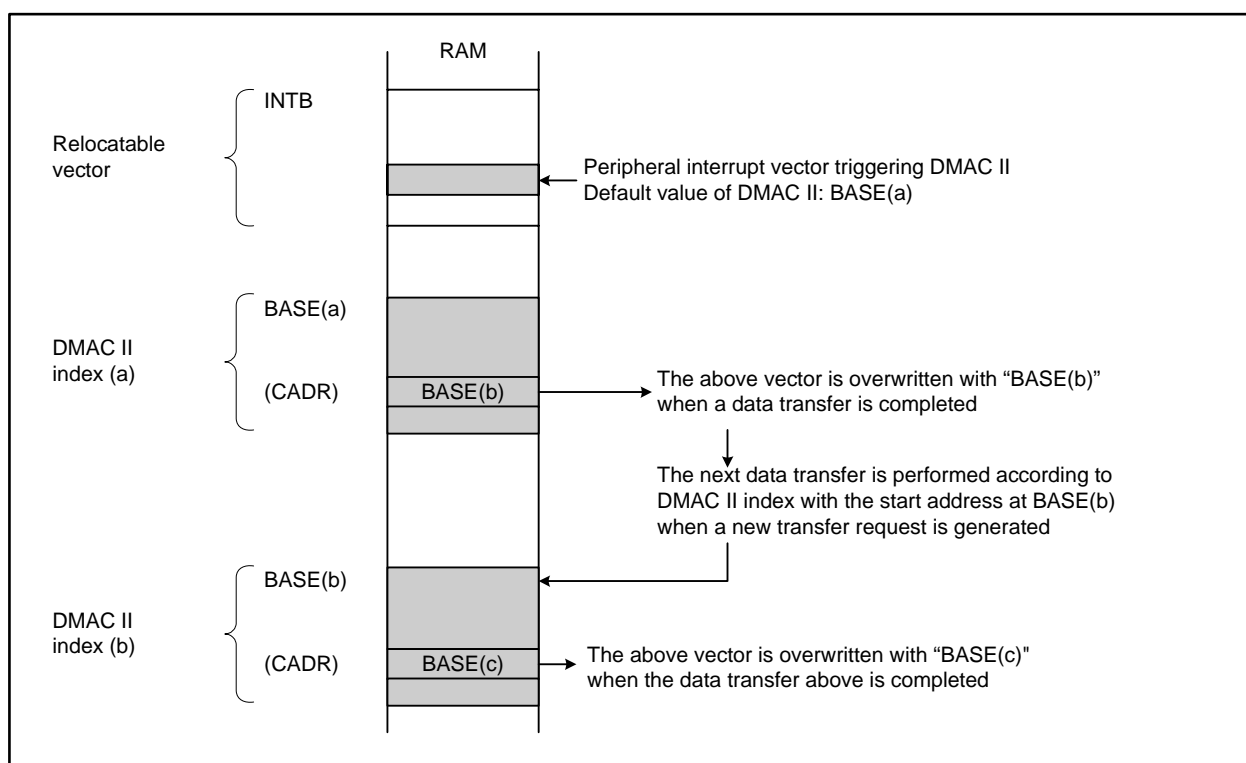 RAM
INTB
Relocatable
vector
Peripheral interrupt vector triggering DMAC II
Default value of DMAC II: BASE(a)
BASE(a)
DMAC II
index (a)
(CADR)
BASE(b)
The above vector is overwritten with “BASE(b)”
when a data transfer is completed
The next data transfer is performed according to
DMAC II index with the start address at BASE(b)
when a new transfer request is generated
BASE(b)
DMAC II
index (b)
(CADR)
BASE(c)
The above vector is overwritten with “BASE(c)"
when the data transfer above is completed